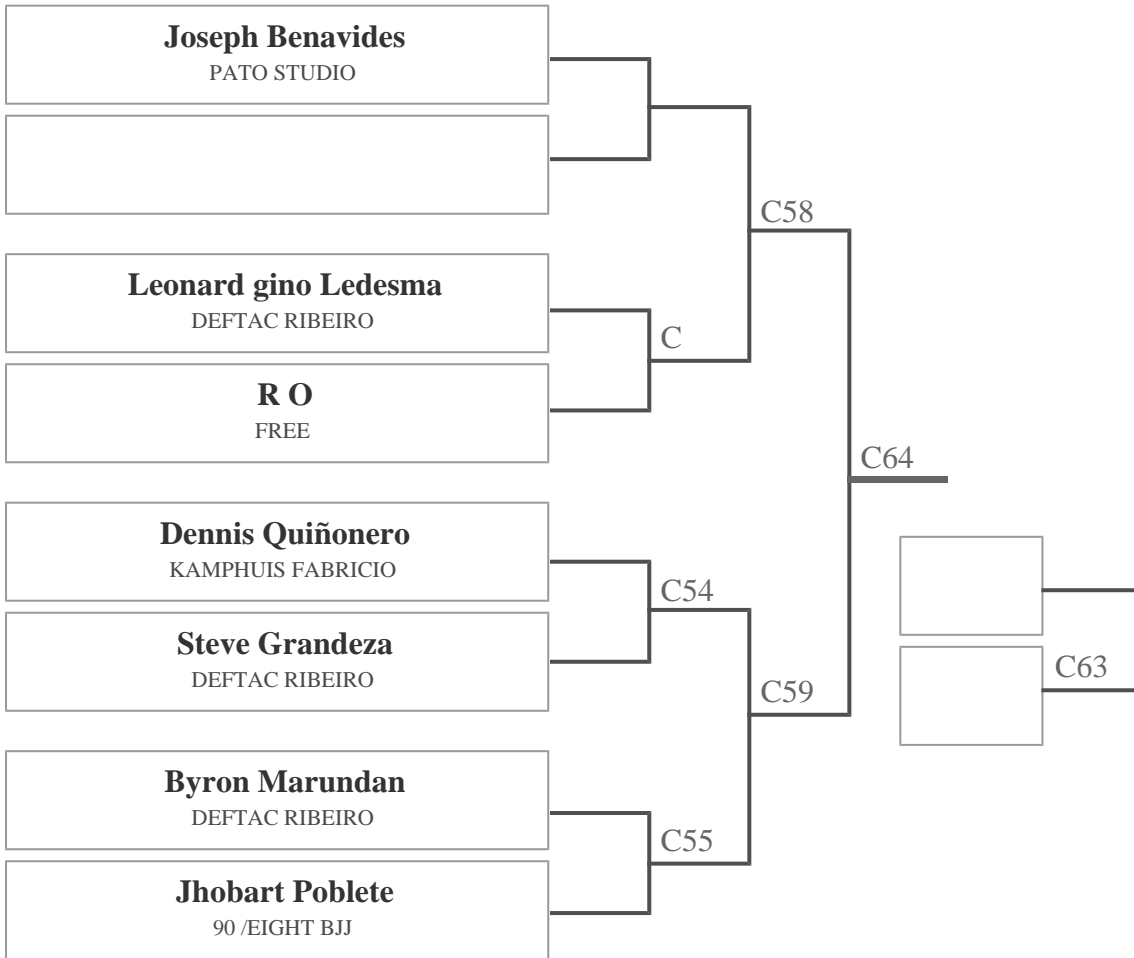 Joseph Benavides
PATO STUDIO
C58
Leonard gino Ledesma
DEFTAC RIBEIRO
C
R O
FREE
C64
Dennis Quiñonero
KAMPHUIS FABRICIO
C54
Steve Grandeza
DEFTAC RIBEIRO
C63
C59
Byron Marundan
DEFTAC RIBEIRO
C55
Jhobart Poblete
90 /EIGHT BJJ